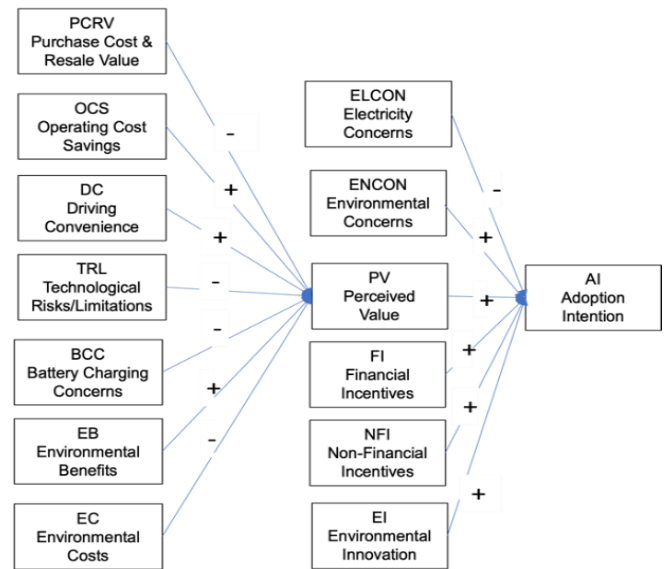 PCRV
Purchase Cost &
Resale Value
OCS
Operating Cost
Savings
DC
Driving
Convenience
TRL
Technological
Risks/Limitations
BCC
Battery Charging
Concerns
EB
Environmental
Benefits
EC
Environmental
Costs
-
+
+
-
-
+
-
ELCON
Electricity
Concerns
ENCON
Environmental
Concerns
PV
Perceived
Value
FI
Financial
Incentives
NFI
Non-Financial
Incentives
EI
Environmental
Innovation
-
+
+
+
+
+
AI
Adoption
Intention